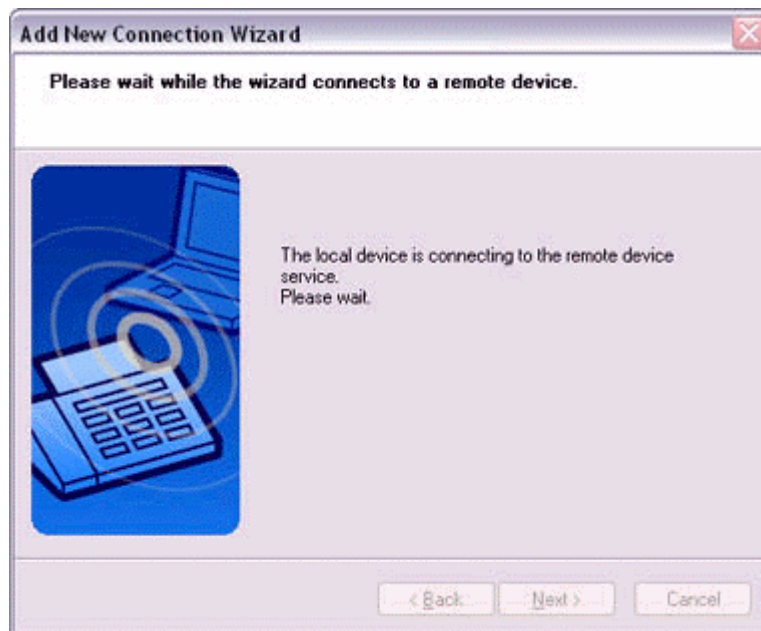 Add New Connection Wizard
Please wait while the wizard connects to a remote device.
The local device is connecting to the remote device
service.
Please wait.
< Back
Next >
Cancel